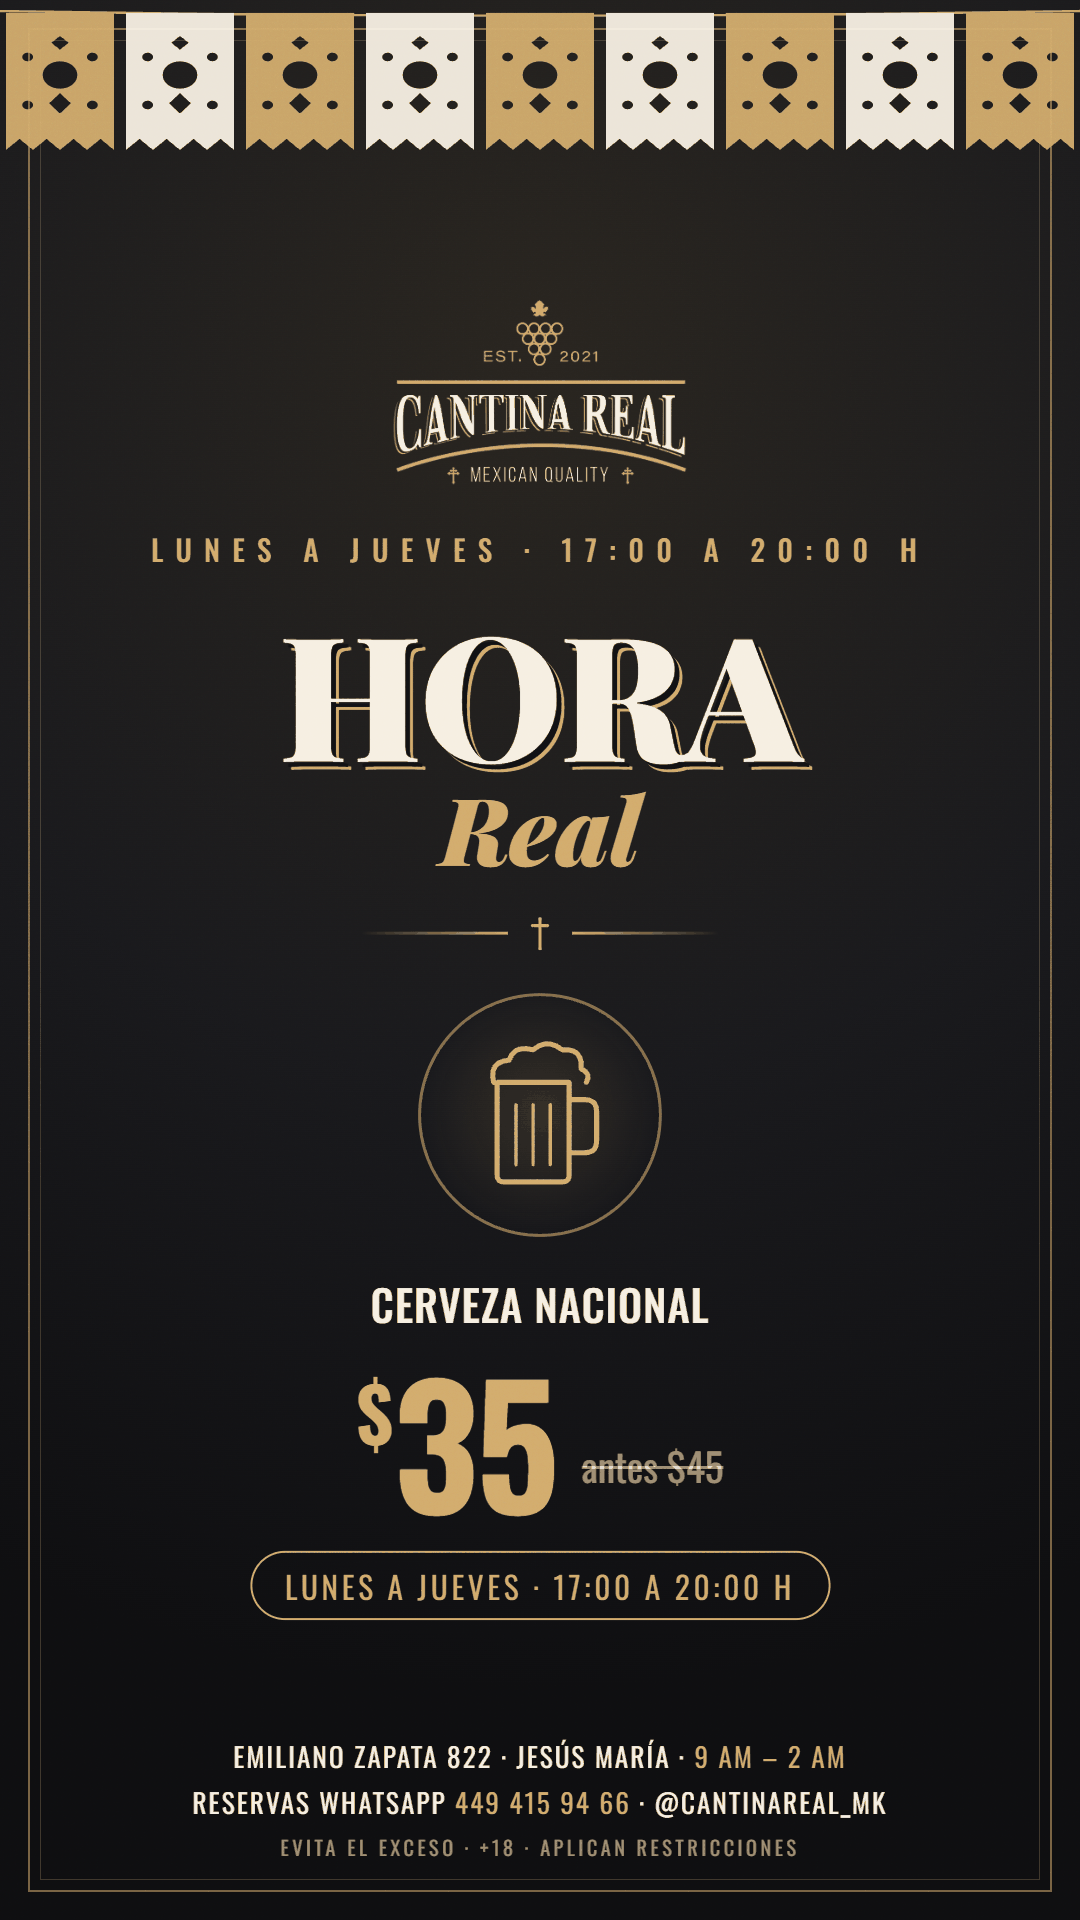 EST. 2021
CANTINA REAL
MEXICAN QUALITY
LUNES A JUEVES · 17:00 A 20:00 H
HORA
Real
CERVEZA NACIONAL
$35 antes $45
LUNES A JUEVES · 17:00 A 20:00 H
EMILIANO ZAPATA 822 · JESÚS MARÍA · 9 AM – 2 AM
RESERVAS WHATSAPP 449 415 94 66 · @CANTINAREAL_MK
EVITA EL EXCESO · +18 · APLICAN RESTRICCIONES